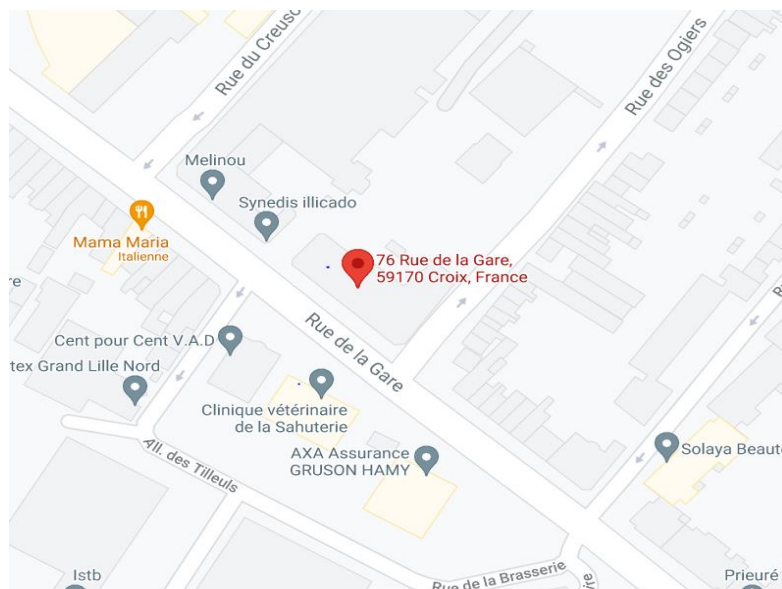 Rue du Creusc
Rue des Ogiers
Melinou
Synedis illicado
Mama Maria
Italienne
76 Rue de la Gare,
59170 Croix, France
re
Rue de la Gare
Cent pour Cent V.A.D
tex Grand Lille Nord
Clinique vétérinaire
de la Sahuterie
AXA Assurance
GRUSON HAMY
All. des Tilleuls
Solaya Beauté
Istb
Rue de la Brasserie
Prieuré